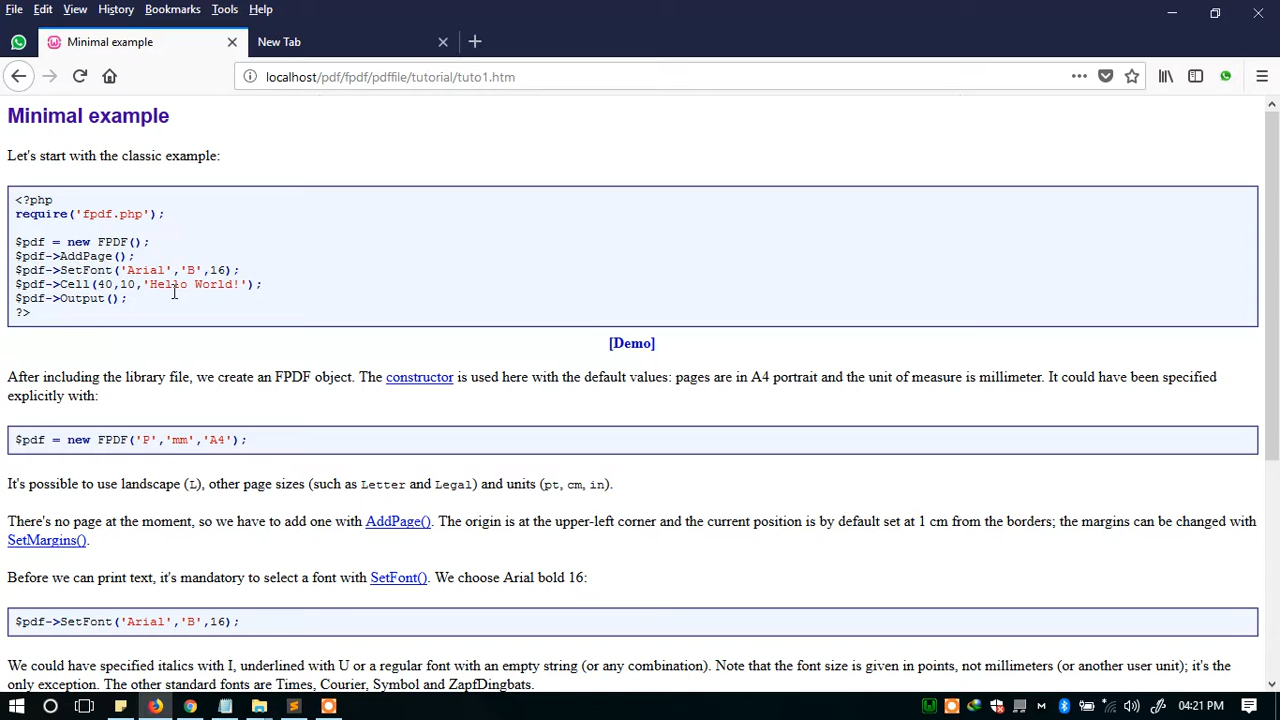 File Edit View History Bookmarks Tools Help
Minimal example New Tab
localhost/pdf/fpdf/pdffile/tutorial/tuto1.htm
Minimal example
Let's start with the classic example:
<?php
require('fpdf.php');
$pdf = new FPDF();
$pdf->AddPage();
$pdf->SetFont('Arial','B',16);
$pdf->Cell(40,10,'Hello World!');
$pdf->Output();
?>
[Demo]
After including the library file, we create an FPDF object. The constructor is used here with the default values: pages are in A4 portrait and the unit of measure is millimeter. It could have been specified
explicitly with:
$pdf = new FPDF('P','mm','A4');
It's possible to use landscape (L), other page sizes (such as Letter and Legal) and units (pt, cm, in).
There's no page at the moment, so we have to add one with AddPage(). The origin is at the upper-left corner and the current position is by default set at 1 cm from the borders; the margins can be changed with
SetMargins().
Before we can print text, it's mandatory to select a font with SetFont(). We choose Arial bold 16:
$pdf->SetFont('Arial','B',16);
We could have specified italics with I, underlined with U or a regular font with an empty string (or any combination). Note that the font size is given in points, not millimeters (or another user unit); it's the
only exception. The other standard fonts are Times, Courier, Symbol and ZapfDingbats.
04:21 PM